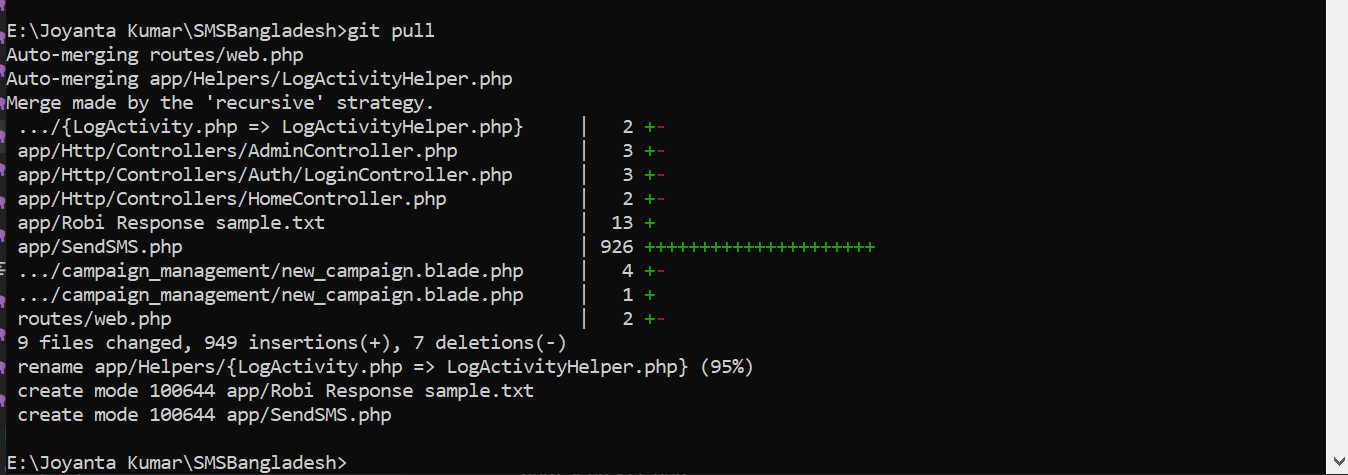 E:\Joyanta Kumar\SMSBangladesh>git pull
Auto-merging routes/web.php
Auto-merging app/Helpers/LogActivityHelper.php
Merge made by the 'recursive' strategy.
 .../{LogActivity.php => LogActivityHelper.php}     |   2 +-
 app/Http/Controllers/AdminController.php           |   3 +-
 app/Http/Controllers/Auth/LoginController.php      |   3 +-
 app/Http/Controllers/HomeController.php            |   2 +-
 app/Robi Response sample.txt                       |  13 +
 app/SendSMS.php                                    | 926 +++++++++++++++++++++
 .../campaign_management/new_campaign.blade.php     |   4 +-
 .../campaign_management/new_campaign.blade.php     |   1 +
 routes/web.php                                     |   2 +-
 9 files changed, 949 insertions(+), 7 deletions(-)
 rename app/Helpers/{LogActivity.php => LogActivityHelper.php} (95%)
 create mode 100644 app/Robi Response sample.txt
 create mode 100644 app/SendSMS.php
E:\Joyanta Kumar\SMSBangladesh>